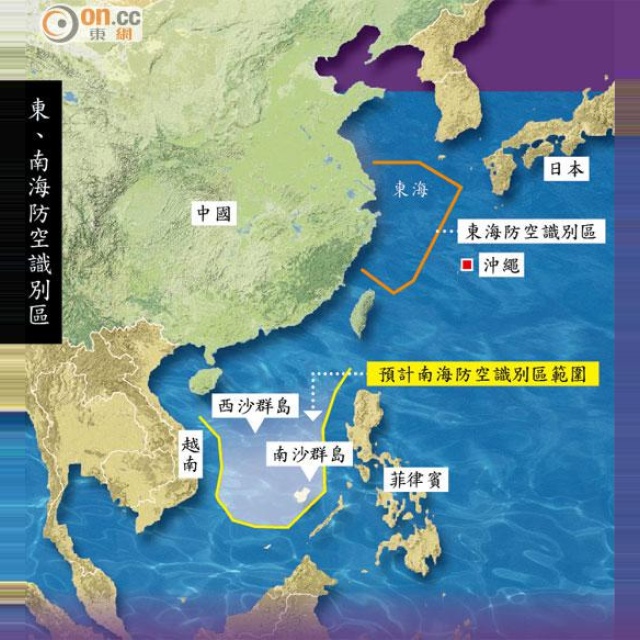 on.cc
東網
東、南海防空識別區
中國
東海
日本
東海防空識別區
沖繩
預計南海防空識別區範圍
西沙群島
越南
南沙群島
菲律賓